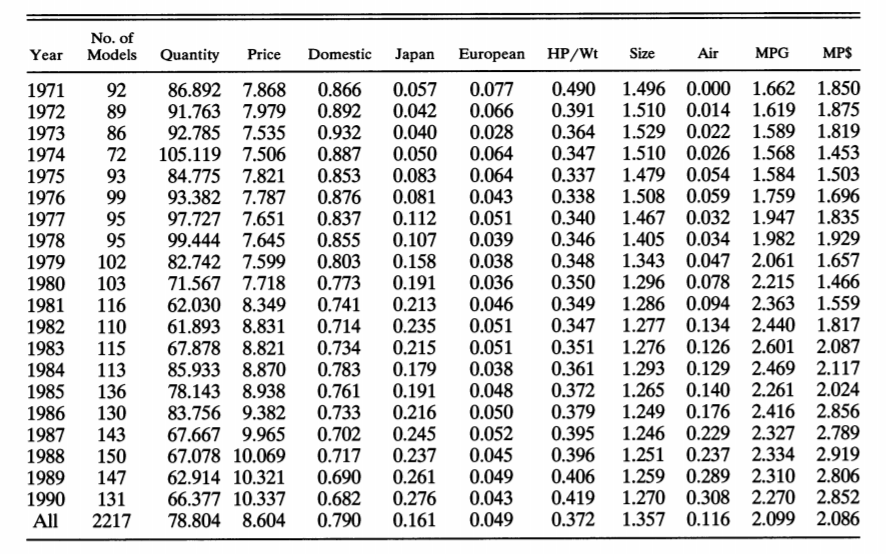 No. of
Year Models Quantity Price Domestic Japan European HP/Wt Size Air MPG MP$
1971 92 86.892 7.868 0.866 0.057 0.077 0.490 1.496 0.000 1.662 1.850
1972 89 91.763 7.979 0.892 0.042 0.066 0.391 1.510 0.014 1.619 1.875
1973 86 92.785 7.535 0.932 0.040 0.028 0.364 1.529 0.022 1.589 1.819
1974 72 105.119 7.506 0.887 0.050 0.064 0.347 1.510 0.026 1.568 1.453
1975 93 84.775 7.821 0.853 0.083 0.064 0.337 1.479 0.054 1.584 1.503
1976 99 93.382 7.787 0.876 0.081 0.043 0.338 1.508 0.059 1.759 1.696
1977 95 97.727 7.651 0.837 0.112 0.051 0.340 1.467 0.032 1.947 1.835
1978 95 99.444 7.645 0.855 0.107 0.039 0.346 1.405 0.034 1.982 1.929
1979 102 82.742 7.599 0.803 0.158 0.038 0.348 1.343 0.047 2.061 1.657
1980 103 71.567 7.718 0.773 0.191 0.036 0.350 1.296 0.078 2.215 1.466
1981 116 62.030 8.349 0.741 0.213 0.046 0.349 1.286 0.094 2.363 1.559
1982 110 61.893 8.831 0.714 0.235 0.051 0.347 1.277 0.134 2.440 1.817
1983 115 67.878 8.821 0.734 0.215 0.051 0.351 1.276 0.126 2.601 2.087
1984 113 85.933 8.870 0.783 0.179 0.038 0.361 1.293 0.129 2.469 2.117
1985 136 78.143 8.938 0.761 0.191 0.048 0.372 1.265 0.140 2.261 2.024
1986 130 83.756 9.382 0.733 0.216 0.050 0.379 1.249 0.176 2.416 2.856
1987 143 67.667 9.965 0.702 0.245 0.052 0.395 1.246 0.229 2.327 2.789
1988 150 67.078 10.069 0.717 0.237 0.045 0.396 1.251 0.237 2.334 2.919
1989 147 62.914 10.321 0.690 0.261 0.049 0.406 1.259 0.289 2.310 2.806
1990 131 66.377 10.337 0.682 0.276 0.043 0.419 1.270 0.308 2.270 2.852
All 2217 78.804 8.604 0.790 0.161 0.049 0.372 1.357 0.116 2.099 2.086